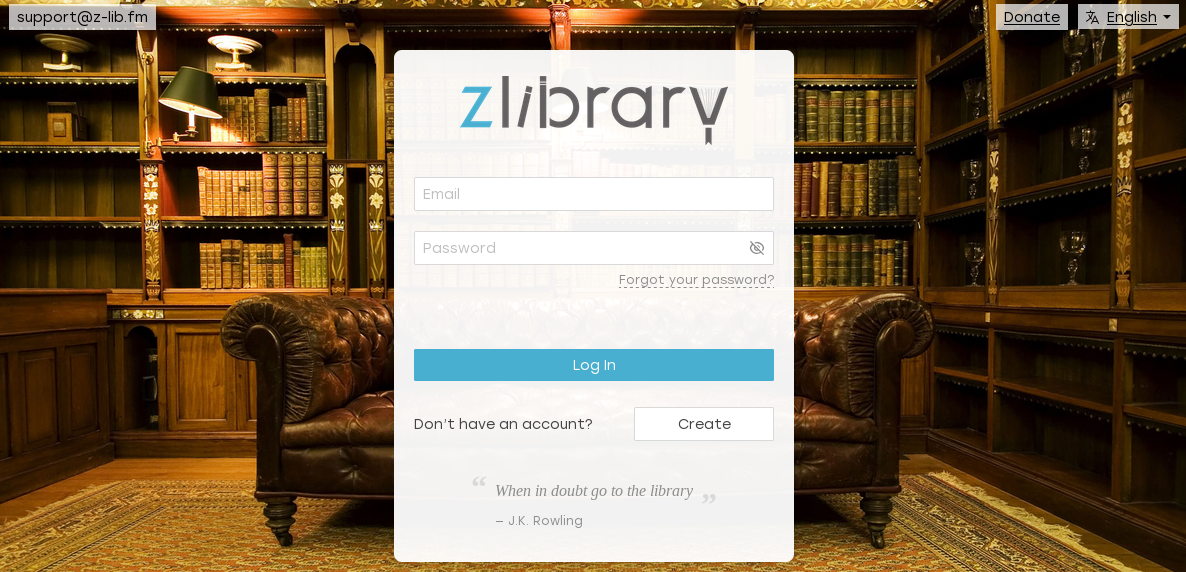 support@z-lib.fm
Donate
English
zlibrary
Email
Password
Forgot your password?
Log In
Don't have an account?
Create
“ When in doubt go to the library ”
– J.K. Rowling